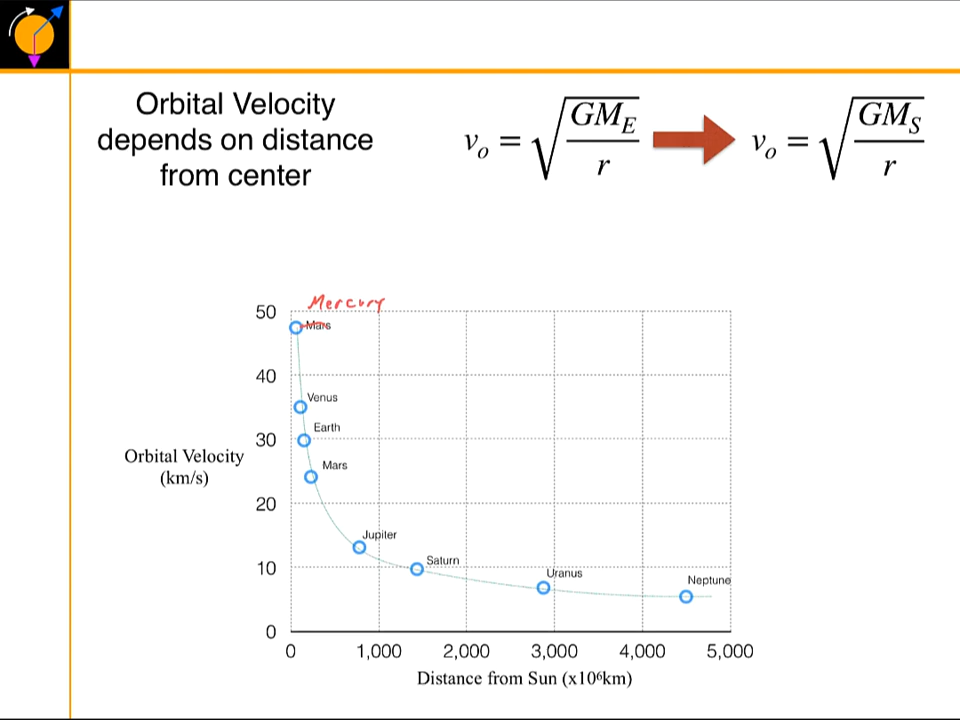 Orbital Velocity
depends on distance
from center
v_o = √(GM_E / r)
v_o = √(GM_S / r)
50
Mercury
Mars
40
Venus
Earth
30
Orbital Velocity
(km/s)
Mars
20
Jupiter
10
Saturn
Uranus
Neptune
0
0 1,000 2,000 3,000 4,000 5,000
Distance from Sun (x10⁶km)